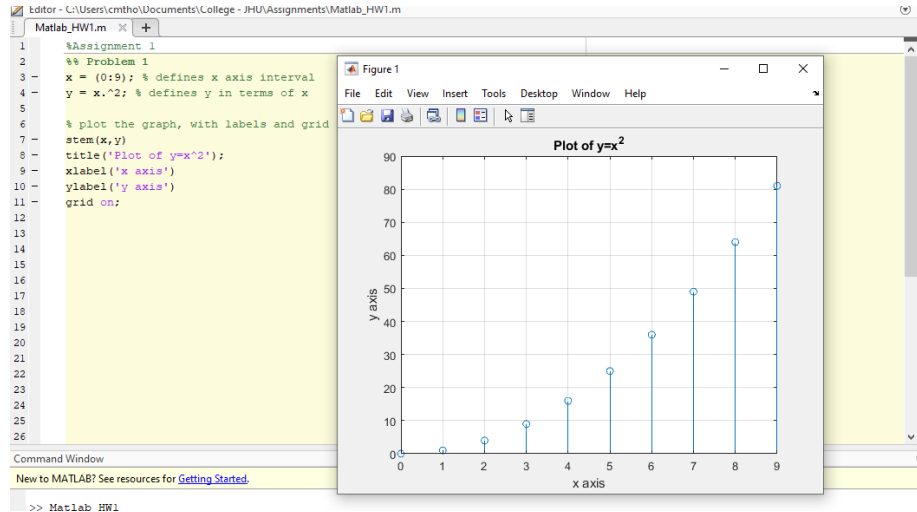 Editor - C:\Users\cmtho\Documents\College - JHU\Assignments\Matlab_HW1.m
Matlab_HW1.m × +
1 %Assignment 1
2 %% Problem 1
3 - x = (0:9); % defines x axis interval
4 - y = x.^2; % defines y in terms of x
5
6 % plot the graph, with labels and grid
7 - stem(x,y)
8 - title('Plot of y=x^2');
9 - xlabel('x axis')
10 - ylabel('y axis')
11 - grid on;
12
13
14
15
16
17
18
19
20
21
22
23
24
25
26
Figure 1
File Edit View Insert Tools Desktop Window Help
Plot of y=x²
90
80
70
60
50
40
30
20
10
0
y axis
0 1 2 3 4 5 6 7 8 9
x axis
Command Window
New to MATLAB? See resources for Getting Started.
>> Matlab_HW1